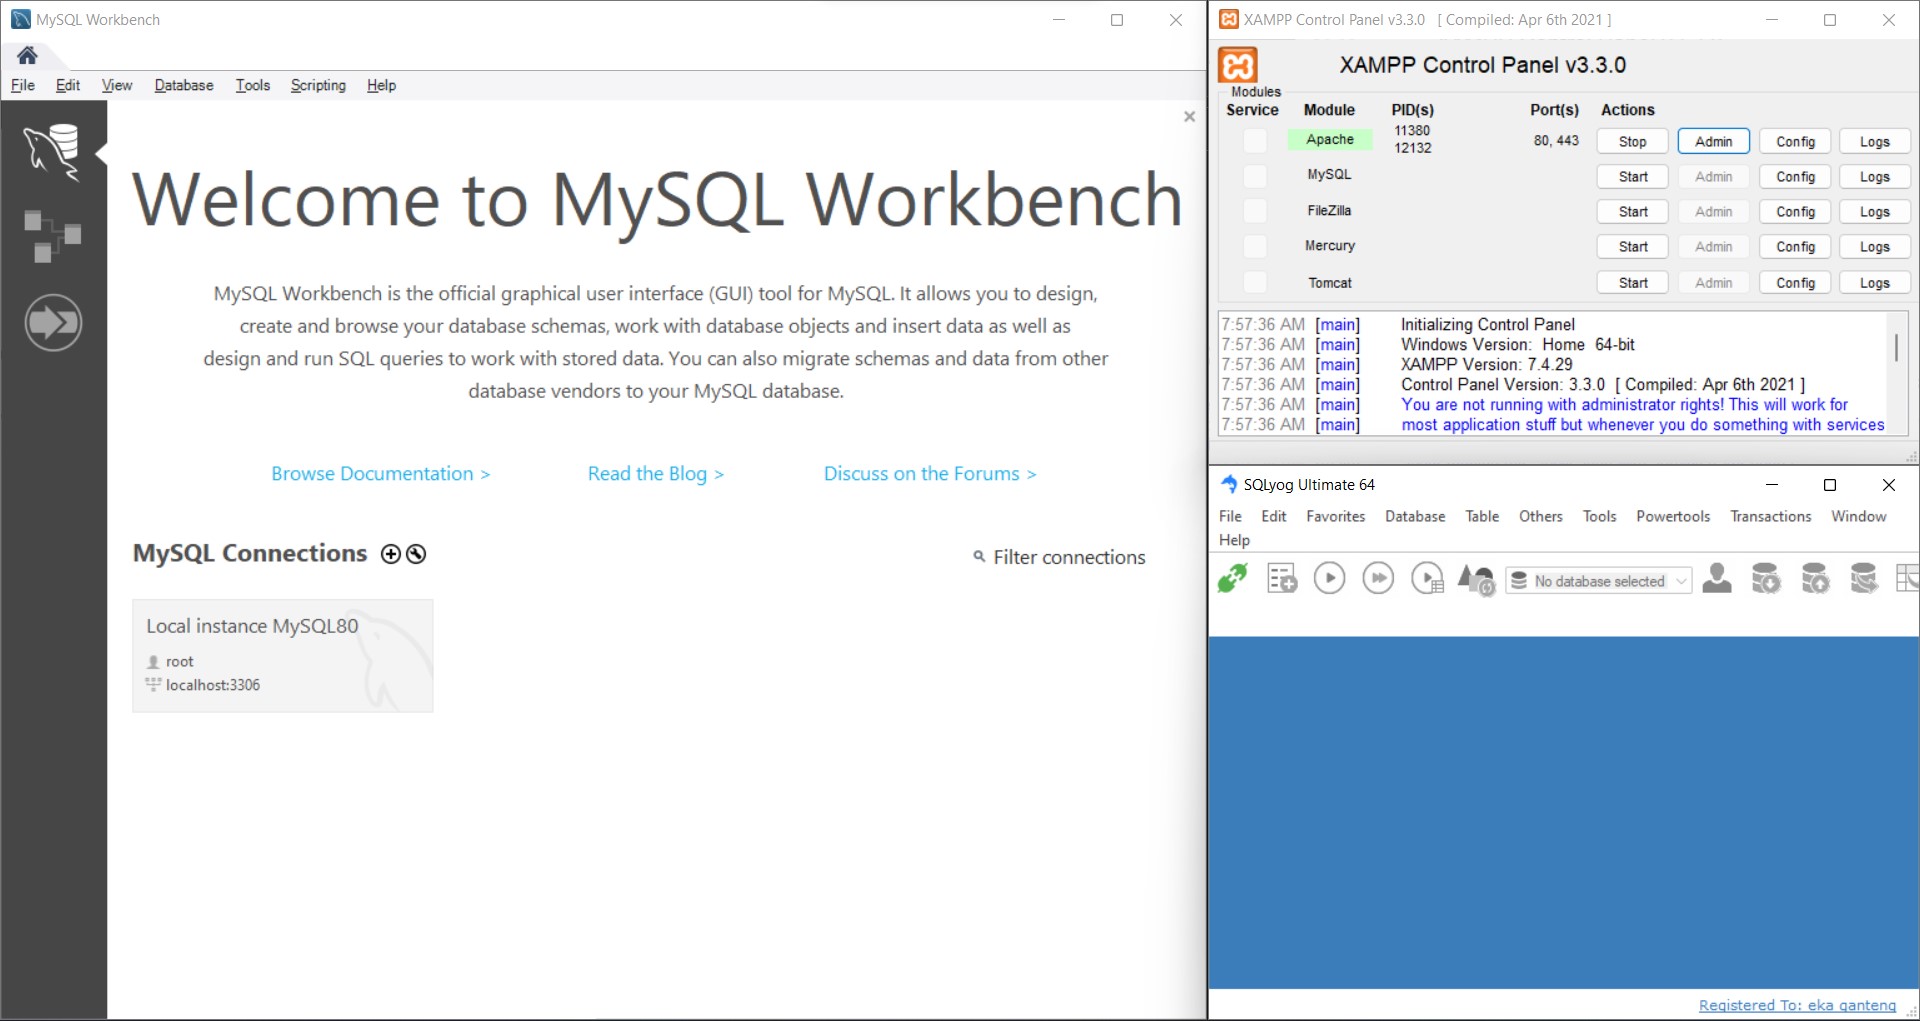 MySQL Workbench
File Edit View Database Tools Scripting Help
Welcome to MySQL Workbench
MySQL Workbench is the official graphical user interface (GUI) tool for MySQL. It allows you to design,
create and browse your database schemas, work with database objects and insert data as well as
design and run SQL queries to work with stored data. You can also migrate schemas and data from other
database vendors to your MySQL database.
Browse Documentation > Read the Blog > Discuss on the Forums >
MySQL Connections Filter connections
Local instance MySQL80
root
localhost:3306
XAMPP Control Panel v3.3.0 [ Compiled: Apr 6th 2021 ]
XAMPP Control Panel v3.3.0
Modules
Service Module PID(s) Port(s) Actions
Apache 11380 12132 80, 443 Stop Admin Config Logs
MySQL Start Admin Config Logs
FileZilla Start Admin Config Logs
Mercury Start Admin Config Logs
Tomcat Start Admin Config Logs
7:57:36 AM [main] Initializing Control Panel
7:57:36 AM [main] Windows Version: Home 64-bit
7:57:36 AM [main] XAMPP Version: 7.4.29
7:57:36 AM [main] Control Panel Version: 3.3.0 [ Compiled: Apr 6th 2021 ]
7:57:36 AM [main] You are not running with administrator rights! This will work for
7:57:36 AM [main] most application stuff but whenever you do something with services
SQLyog Ultimate 64
File Edit Favorites Database Table Others Tools Powertools Transactions Window
Help
No database selected
Registered To: eka ganteng